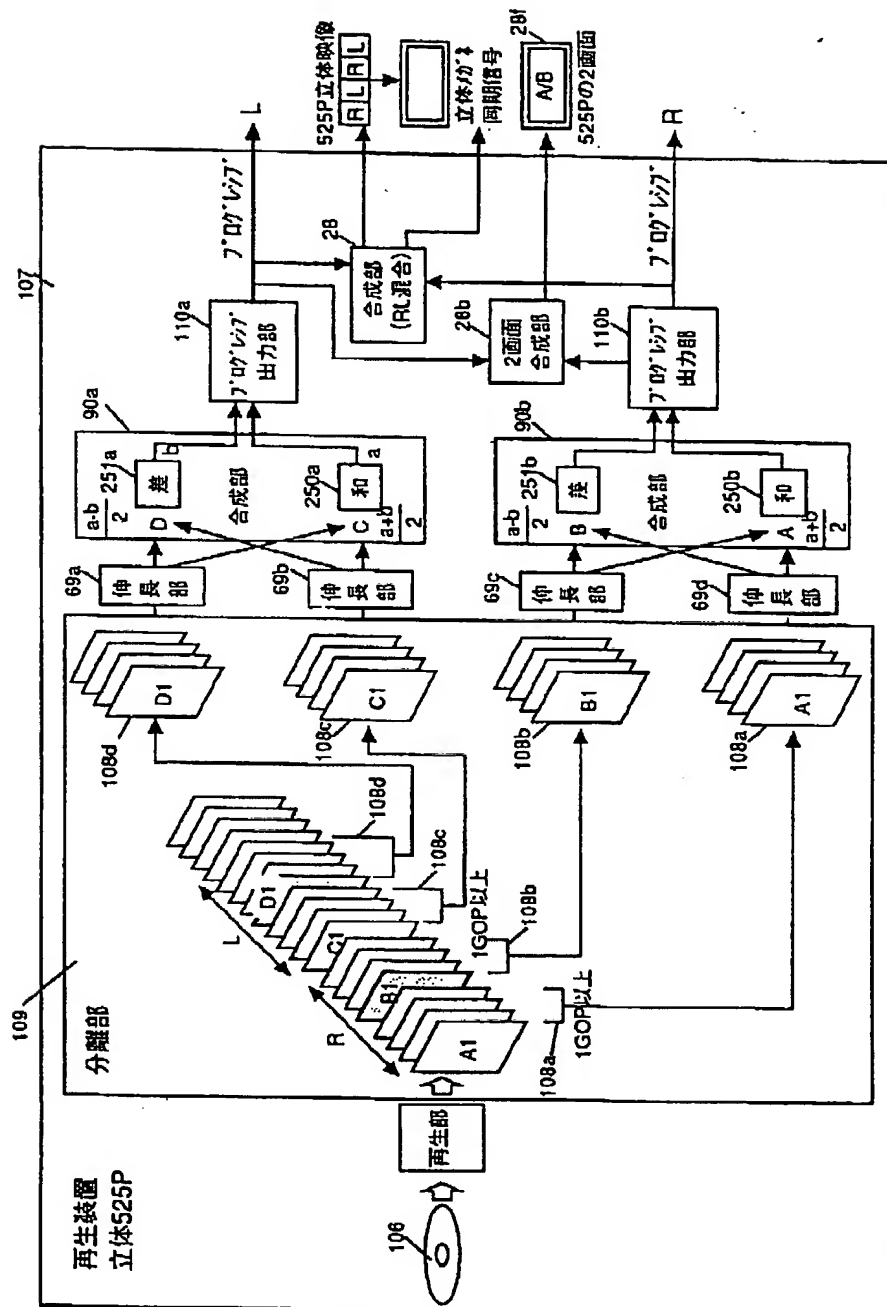 107
再生装置
立体525P
109
分離部
106
再生部
R
L
A1
B1
C1
D1
108a
1GOP以上
108b
1GOP以上
108c
108d
108d
D1
108c
C1
108b
B1
108a
A1
69a
伸長部
69b
伸長部
69c
伸長部
69d
伸長部
90a
a-b
2
D
251a
差
b
合成部
C
a+b
2
250a
和
a
90b
a-b
2
B
251b
差
合成部
A
a+b
2
250b
和
110a
プログレシブ
出力部
110b
プログレシブ
出力部
プログレシブ
L
28
合成部
(RL混合)
28b
2画面
合成部
プログレシブ
R
525P立体映像
R L R L
立体メガネ
同期信号
A/B
28f
525Pの2画面